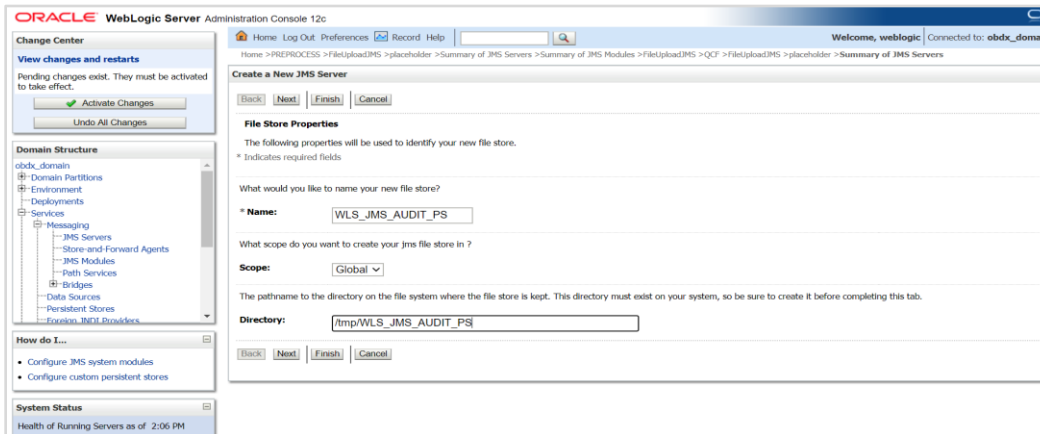 ORACLE WebLogic Server Administration Console 12c
Change Center
View changes and restarts
Pending changes exist. They must be activated
to take effect.
Activate Changes
Undo All Changes
Domain Structure
obdx_domain
Domain Partitions
Environment
Deployments
Services
Messaging
JMS Servers
Store-and-Forward Agents
JMS Modules
Path Services
Bridges
Data Sources
Persistent Stores
Foreign JNDI Providers
How do I...
Configure JMS system modules
Configure custom persistent stores
System Status
Health of Running Servers as of 2:06 PM
Home Log Out Preferences Record Help
Welcome, weblogic Connected to: obdx_doma
Home >PREPROCESS >FileUploadJMS >placeholder >Summary of JMS Servers >Summary of JMS Modules >FileUploadJMS >QCF >FileUploadJMS >placeholder >Summary of JMS Servers
Create a New JMS Server
Back Next Finish Cancel
File Store Properties
The following properties will be used to identify your new file store.
* Indicates required fields
What would you like to name your new file store?
* Name: WLS_JMS_AUDIT_PS
What scope do you want to create your jms file store in ?
Scope: Global
The pathname to the directory on the file system where the file store is kept. This directory must exist on your system, so be sure to create it before completing this tab.
Directory: /tmp/WLS_JMS_AUDIT_PS
Back Next Finish Cancel